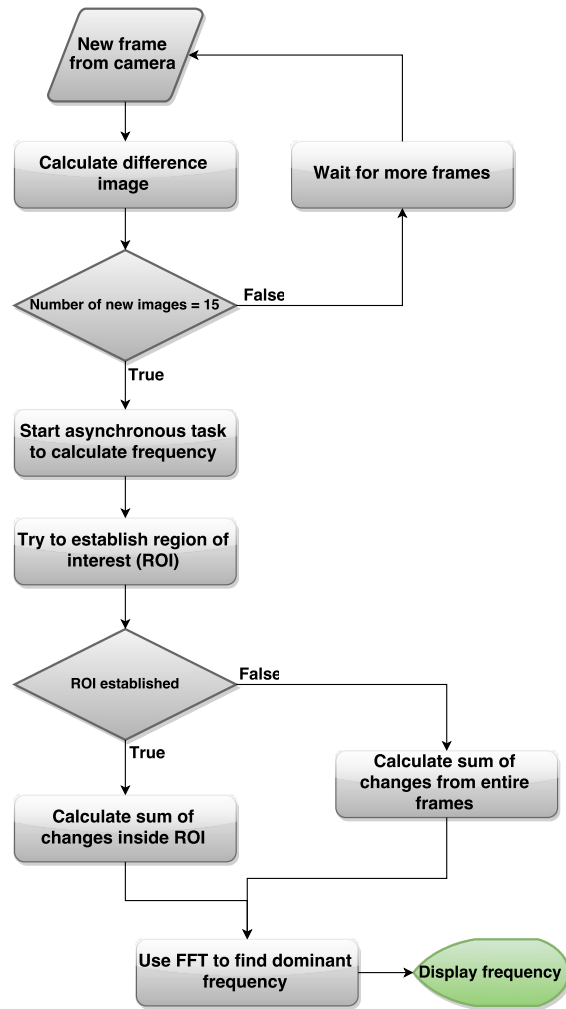 New frame
from camera
Calculate difference
image
Wait for more frames
Number of new images = 15
False
True
Start asynchronous task
to calculate frequency
Try to establish region of
interest (ROI)
ROI established
False
True
Calculate sum of
changes from entire
frames
Calculate sum of
changes inside ROI
Use FFT to find dominant
frequency
Display frequency